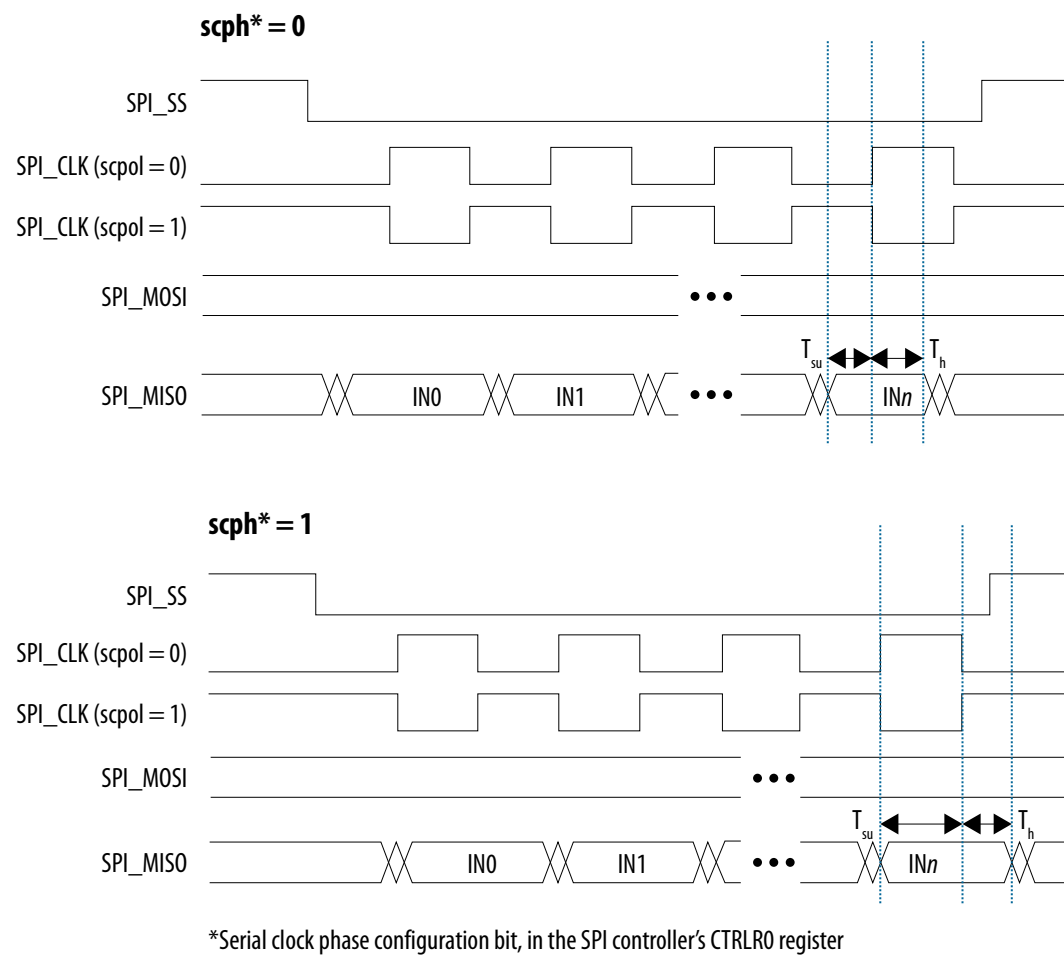 scph* = 0
SPI_SS
SPI_CLK (scpol = 0)
SPI_CLK (scpol = 1)
SPI_MOSI
•••
Tsu
Th
SPI_MISO
IN0
IN1
•••
INn
scph* = 1
SPI_SS
SPI_CLK (scpol = 0)
SPI_CLK (scpol = 1)
SPI_MOSI
•••
Tsu
Th
SPI_MISO
IN0
IN1
•••
INn
*Serial clock phase configuration bit, in the SPI controller's CTRLR0 register